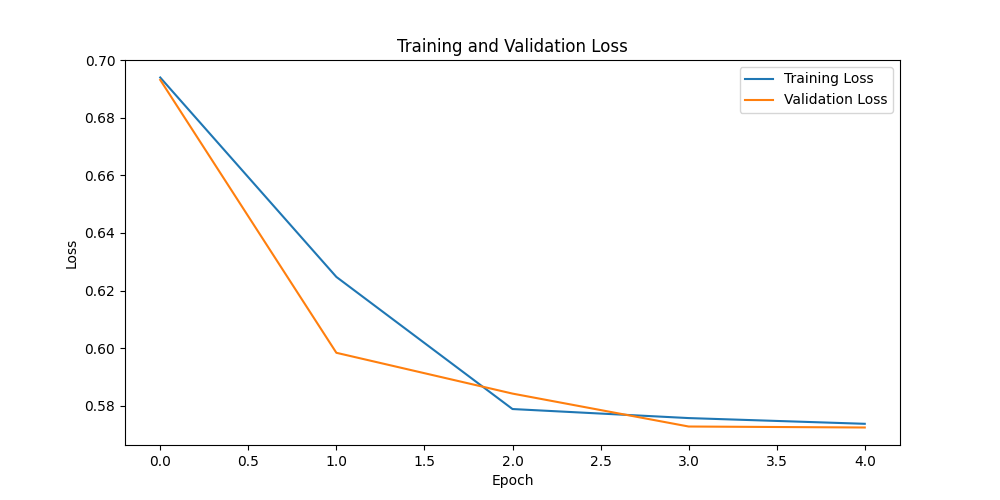 Training and Validation Loss
Training Loss
Validation Loss
Loss
0.70
0.68
0.66
0.64
0.62
0.60
0.58
0.0 0.5 1.0 1.5 2.0 2.5 3.0 3.5 4.0
Epoch